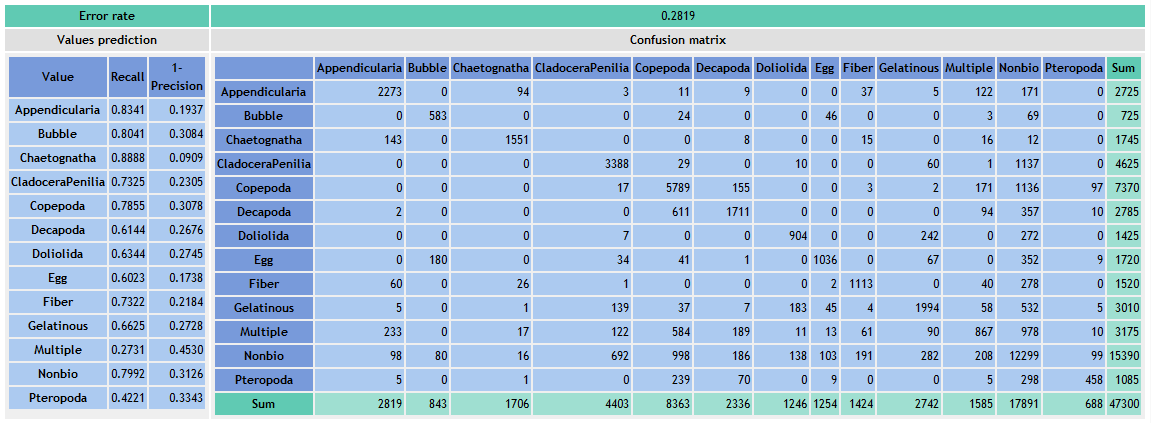 Error rate 0.2819
Values prediction Confusion matrix
Value Recall 1-Precision
Appendicularia 0.8341 0.1937
Bubble 0.8041 0.3084
Chaetognatha 0.8888 0.0909
CladoceraPenilia 0.7325 0.2305
Copepoda 0.7855 0.3078
Decapoda 0.6144 0.2676
Doliolida 0.6344 0.2745
Egg 0.6023 0.1738
Fiber 0.7322 0.2184
Gelatinous 0.6625 0.2728
Multiple 0.2731 0.4530
Nonbio 0.7992 0.3126
Pteropoda 0.4221 0.3343
Appendicularia Bubble Chaetognatha CladoceraPenilia Copepoda Decapoda Doliolida Egg Fiber Gelatinous Multiple Nonbio Pteropoda Sum
Appendicularia 2273 0 94 3 11 9 0 0 37 5 122 171 0 2725
Bubble 0 583 0 0 24 0 0 46 0 0 3 69 0 725
Chaetognatha 143 0 1551 0 0 8 0 0 15 0 16 12 0 1745
CladoceraPenilia 0 0 0 3388 29 0 10 0 0 60 1 1137 0 4625
Copepoda 0 0 0 17 5789 155 0 0 3 2 171 1136 97 7370
Decapoda 2 0 0 0 611 1711 0 0 0 0 94 357 10 2785
Doliolida 0 0 0 7 0 0 904 0 0 242 0 272 0 1425
Egg 0 180 0 34 41 1 0 1036 0 67 0 352 9 1720
Fiber 60 0 26 1 0 0 0 2 1113 0 40 278 0 1520
Gelatinous 5 0 1 139 37 7 183 45 4 1994 58 532 5 3010
Multiple 233 0 17 122 584 189 11 13 61 90 867 978 10 3175
Nonbio 98 80 16 692 998 186 138 103 191 282 208 12299 99 15390
Pteropoda 5 0 1 0 239 70 0 9 0 0 5 298 458 1085
Sum 2819 843 1706 4403 8363 2336 1246 1254 1424 2742 1585 17891 688 47300